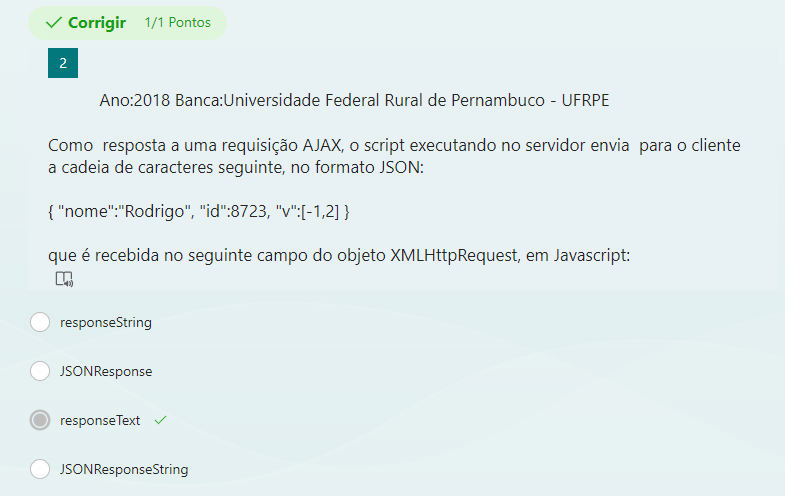 Corrigir 1/1 Pontos
2
Ano:2018 Banca:Universidade Federal Rural de Pernambuco - UFRPE
Como  resposta a uma requisição AJAX, o script executando no servidor envia  para o cliente
a cadeia de caracteres seguinte, no formato JSON:
{ "nome":"Rodrigo", "id":8723, "v":[-1,2] }
que é recebida no seguinte campo do objeto XMLHttpRequest, em Javascript:
responseString
JSONResponse
responseText
JSONResponseString